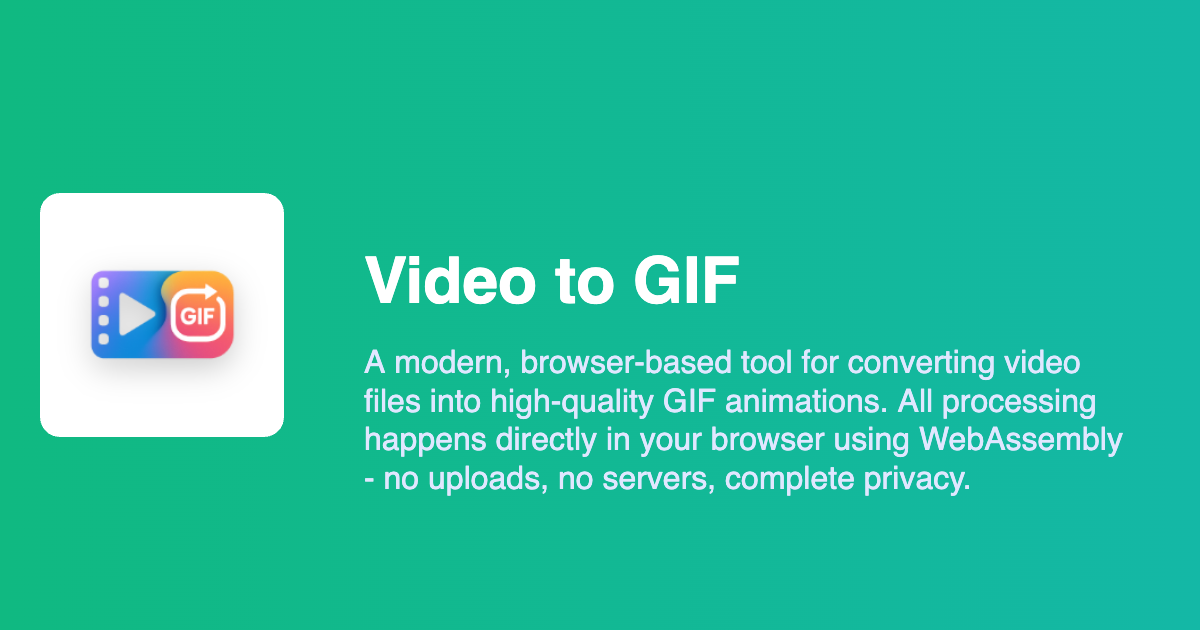 GIF
Video to GIF
A modern, browser-based tool for converting video
files into high-quality GIF animations. All processing
happens directly in your browser using WebAssembly
- no uploads, no servers, complete privacy.